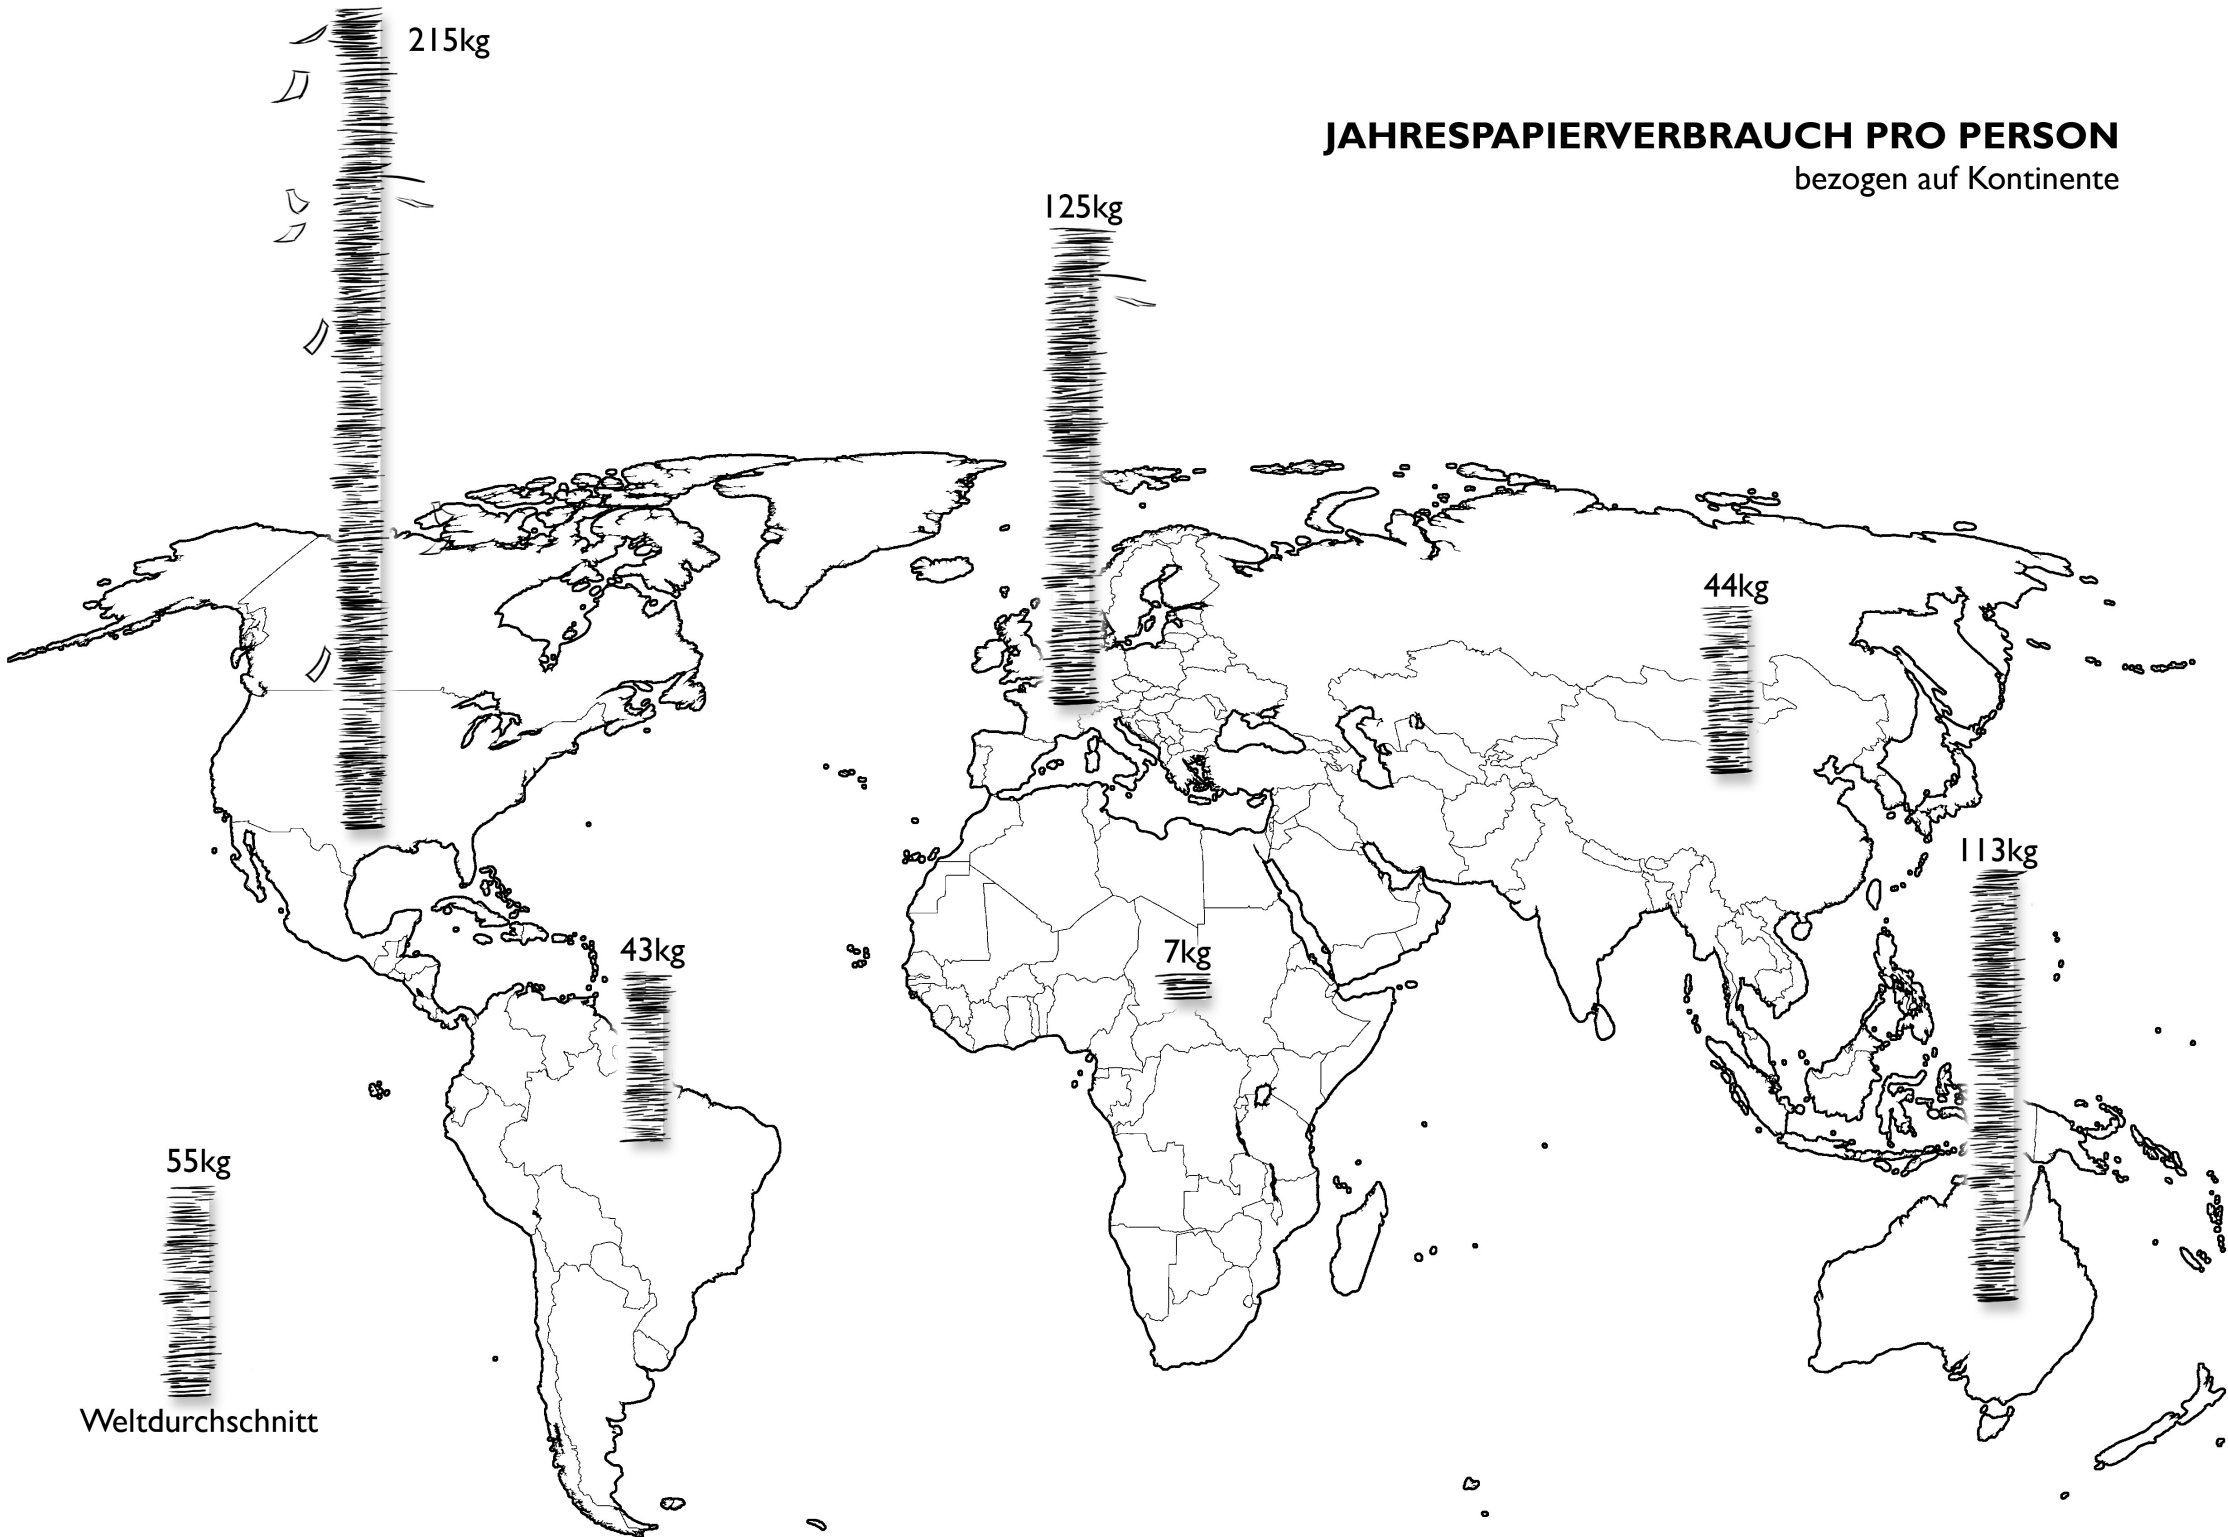 215kg
JAHRESPAPIERVERBRAUCH PRO PERSON
bezogen auf Kontinente
125kg
44kg
113kg
43kg
7kg
55kg
Weltdurchschnitt